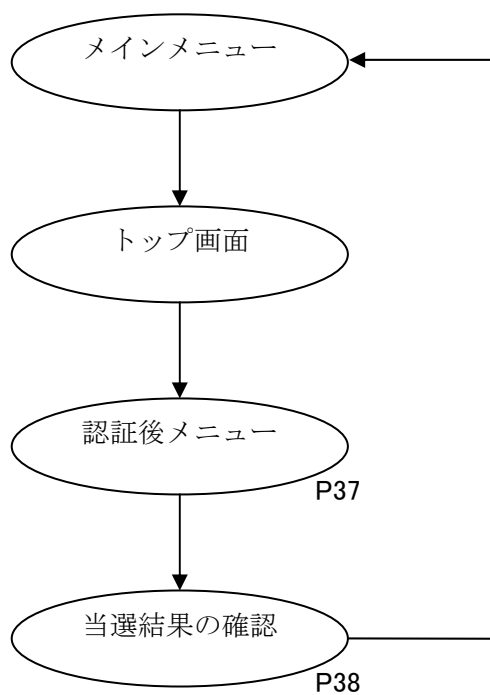 メインメニュー
トップ画面
認証後メニュー
P37
当選結果の確認
P38